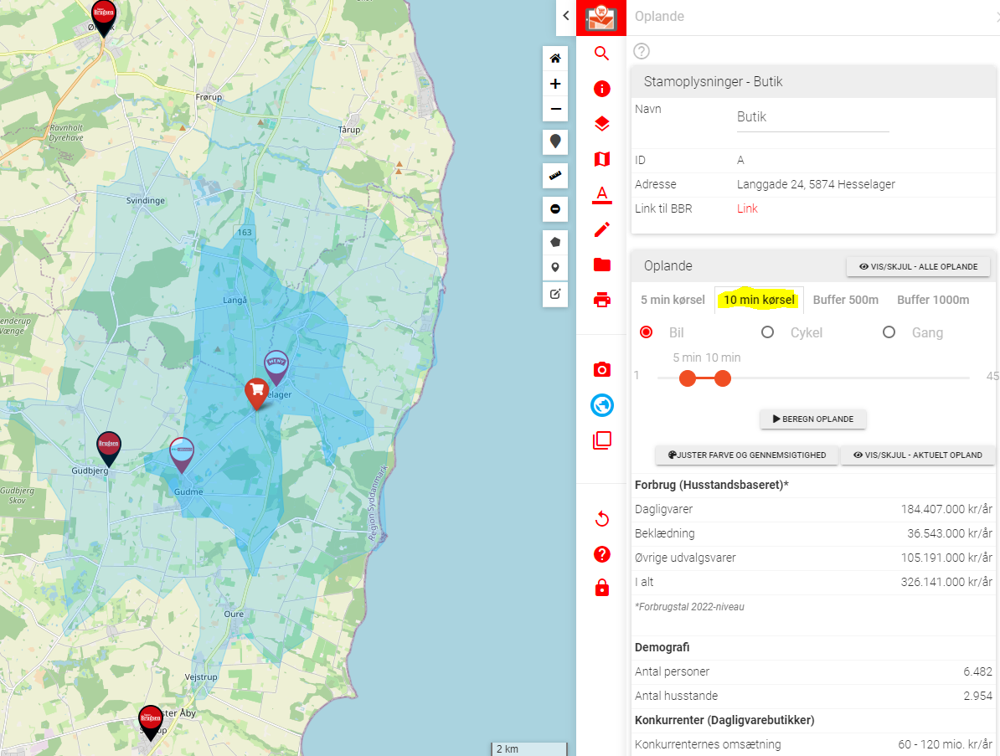 Brugsen
Frørup
Ravnholt
Dyrehave
Tårup
Svindinge
163
Langå
MENY
elager
Brugsen
Gudbjerg
Gudme
Gudbjerg
Skov
Region Syddanmark
Oure
Vejstrup
Brugsen
ster Åby
2 km
Oplande
Stamoplysninger - Butik
Navn
Butik
ID
A
Adresse
Langgade 24, 5874 Hesselager
Link til BBR
Link
Oplande
VIS/SKJUL - ALLE OPLANDE
5 min kørsel
10 min kørsel
Buffer 500m
Buffer 1000m
Bil
Cykel
Gang
5 min 10 min
1
45
BEREGN OPLANDE
JUSTER FARVE OG GENNEMSIGTIGHED
VIS/SKJUL - AKTUELT OPLAND
Forbrug (Husstandsbaseret)*
Dagligvarer 184.407.000 kr/år
Beklædning 36.543.000 kr/år
Øvrige udvalgsvarer 105.191.000 kr/år
I alt 326.141.000 kr/år
*Forbrugstal 2022-niveau
Demografi
Antal personer 6.482
Antal husstande 2.954
Konkurrenter (Dagligvarebutikker)
Konkurrenternes omsætning 60 - 120 mio. kr/år